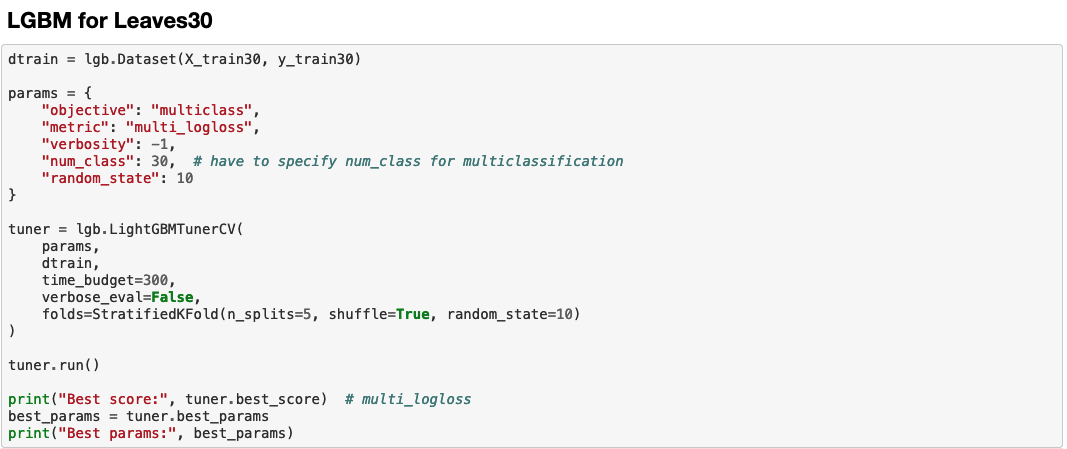 LGBM for Leaves30
dtrain = lgb.Dataset(X_train30, y_train30)
params = {
    "objective": "multiclass",
    "metric": "multi_logloss",
    "verbosity": -1,
    "num_class": 30,  # have to specify num_class for multiclassification
    "random_state": 10
}
tuner = lgb.LightGBMTunerCV(
    params,
    dtrain,
    time_budget=300,
    verbose_eval=False,
    folds=StratifiedKFold(n_splits=5, shuffle=True, random_state=10)
)
tuner.run()
print("Best score:", tuner.best_score)  # multi_logloss
best_params = tuner.best_params
print("Best params:", best_params)